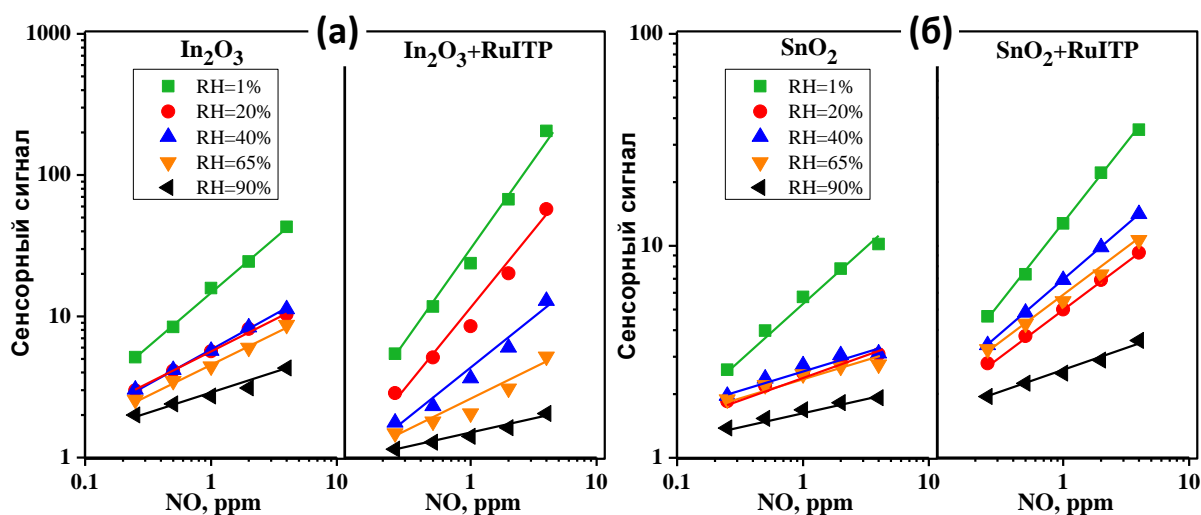 (а)
In2O3
In2O3+RuITP
1000
100
10
1
Сенсорный сигнал
RH=1%
RH=20%
RH=40%
RH=65%
RH=90%
0.1
1
10
1
10
NO, ppm
NO, ppm
(б)
SnO2
SnO2+RuITP
100
10
1
Сенсорный сигнал
RH=1%
RH=20%
RH=40%
RH=65%
RH=90%
0.1
1
10
1
10
NO, ppm
NO, ppm